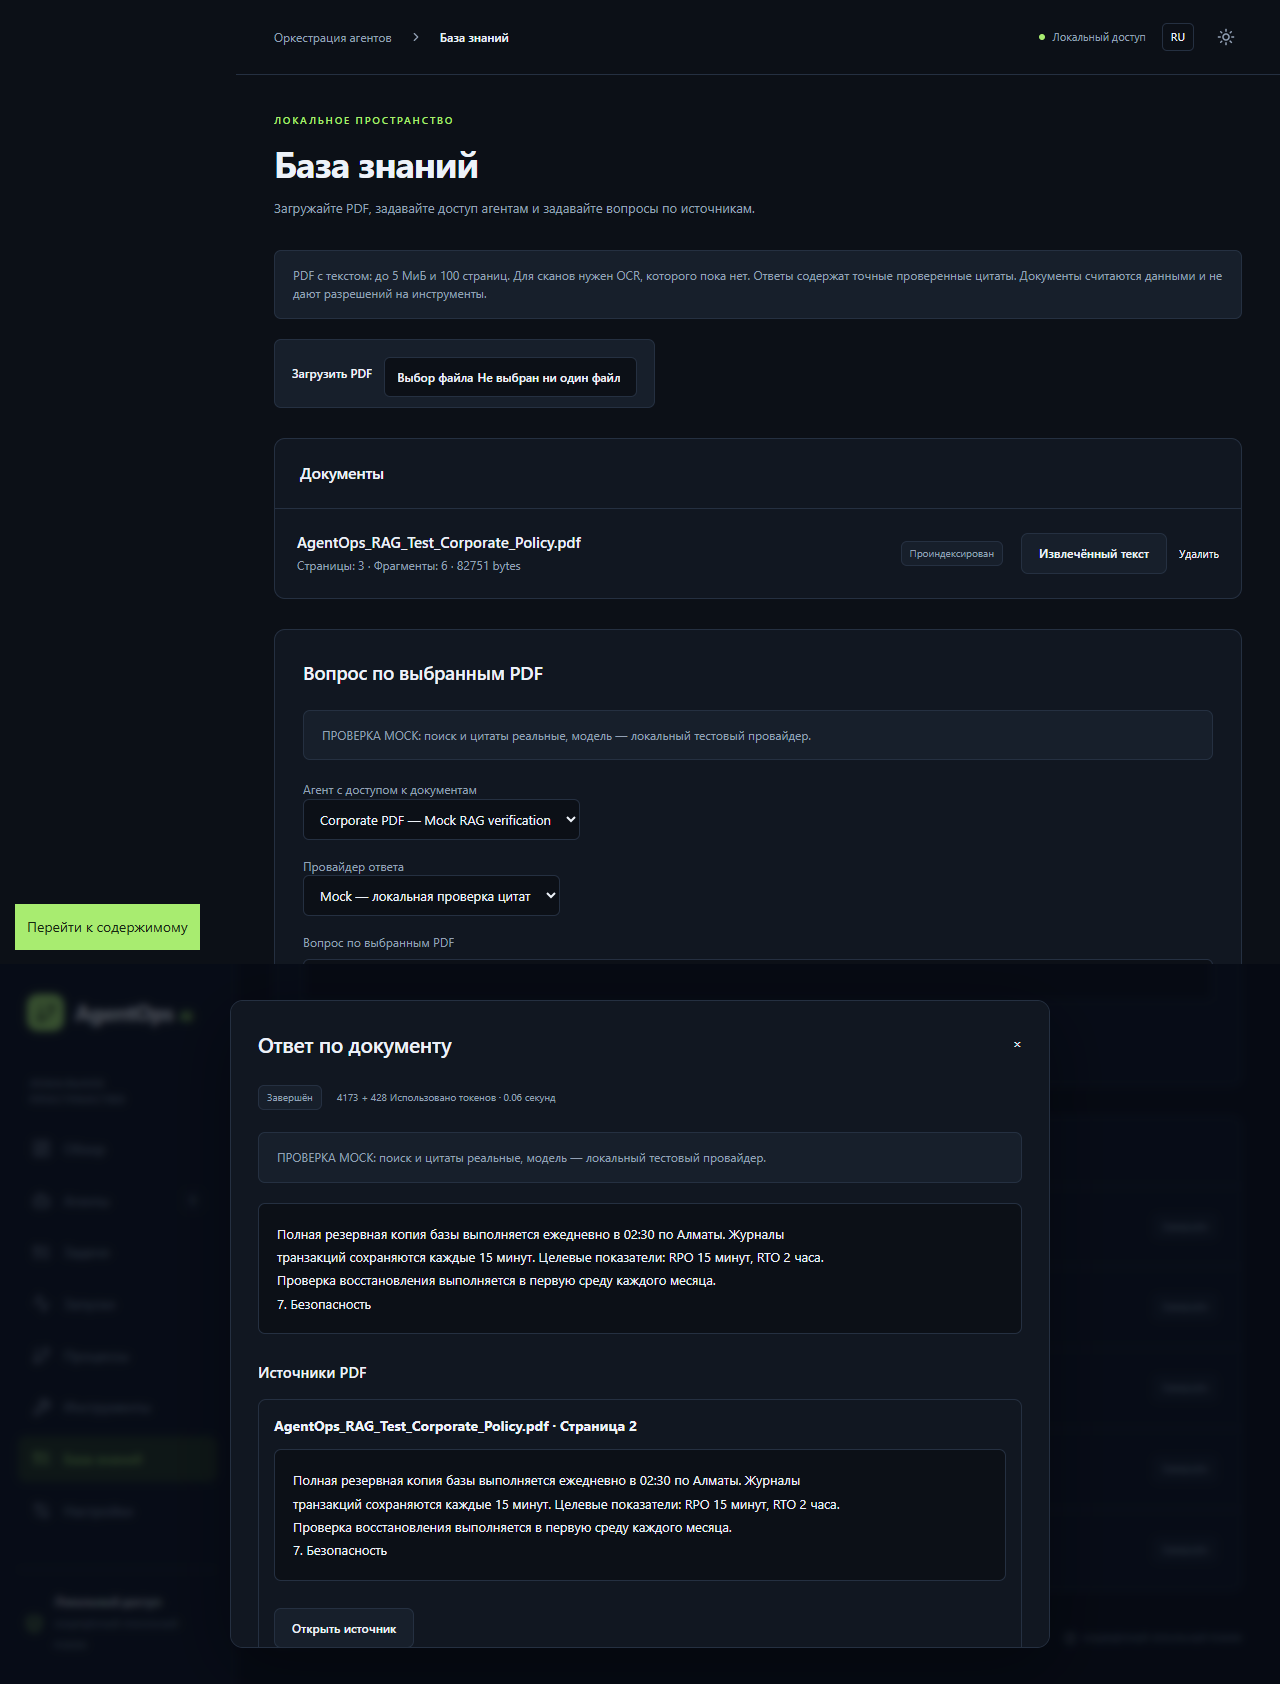 Оркестрация агентов > База знаний
Локальный доступ
RU
ЛОКАЛЬНОЕ ПРОСТРАНСТВО
База знаний
Загружайте PDF, задавайте доступ агентам и задавайте вопросы по источникам.
PDF с текстом: до 5 МиБ и 100 страниц. Для сканов нужен OCR, которого пока нет. Ответы содержат точные проверенные цитаты. Документы считаются данными и не
дают разрешений на инструменты.
Загрузить PDF
Выбор файла Не выбран ни один файл
Документы
AgentOps_RAG_Test_Corporate_Policy.pdf
Страницы: 3 · Фрагменты: 6 · 82751 bytes
Проиндексирован
Извлечённый текст
Удалить
Вопрос по выбранным PDF
ПРОВЕРКА МОСК: поиск и цитаты реальные, модель — локальный тестовый провайдер.
Агент с доступом к документам
Corporate PDF — Mock RAG verification
Провайдер ответа
Mock — локальная проверка цитат
Вопрос по выбранным PDF
Перейти к содержимому
AgentOps
Ответ по документу
×
Завершён
4173 + 428 Использовано токенов · 0.06 секунд
ПРОВЕРКА МОСК: поиск и цитаты реальные, модель — локальный тестовый провайдер.
Полная резервная копия базы выполняется ежедневно в 02:30 по Алматы. Журналы
транзакций сохраняются каждые 15 минут. Целевые показатели: RPO 15 минут, RTO 2 часа.
Проверка восстановления выполняется в первую среду каждого месяца.
7. Безопасность
Источники PDF
AgentOps_RAG_Test_Corporate_Policy.pdf · Страница 2
Полная резервная копия базы выполняется ежедневно в 02:30 по Алматы. Журналы
транзакций сохраняются каждые 15 минут. Целевые показатели: RPO 15 минут, RTO 2 часа.
Проверка восстановления выполняется в первую среду каждого месяца.
7. Безопасность
Открыть источник